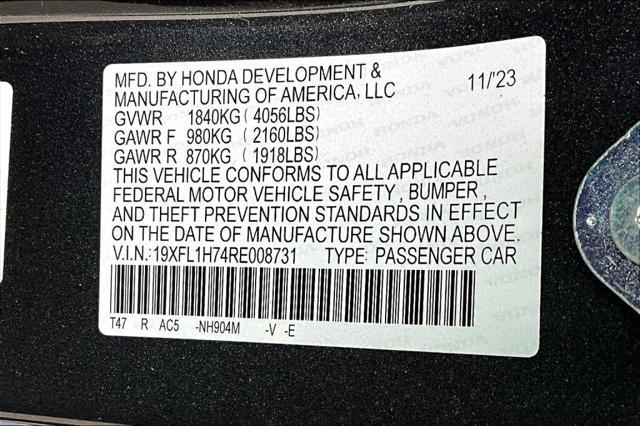 MFD. BY HONDA DEVELOPMENT & 11/'23
MANUFACTURING OF AMERICA, LLC
GVWR 1840KG ( 4056LBS)
GAWR F 980KG ( 2160LBS)
GAWR R 870KG ( 1918LBS)
THIS VEHICLE CONFORMS TO ALL APPLICABLE
FEDERAL MOTOR VEHICLE SAFETY , BUMPER ,
AND THEFT PREVENTION STANDARDS IN EFFECT
ON THE DATE OF MANUFACTURE SHOWN ABOVE.
V.I.N.: 19XFL1H74RE008731 TYPE: PASSENGER CAR
T47 R AC5 -NH904M -V -E